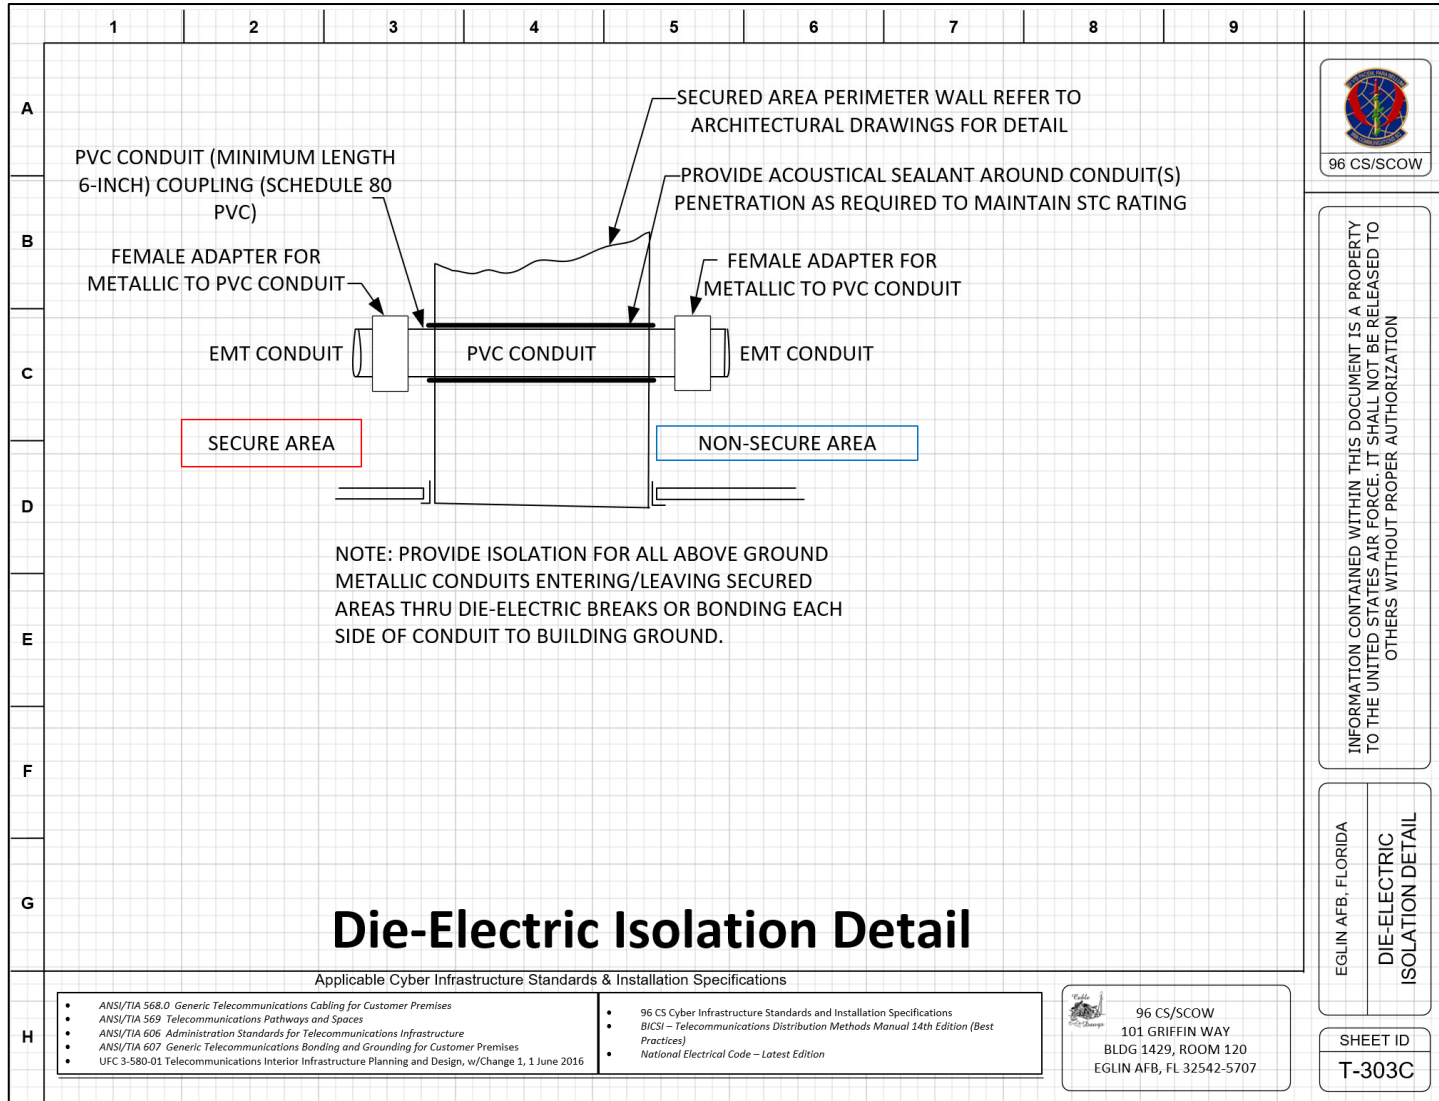 1 2 3 4 5 6 7 8 9
A
B
C
D
E
F
G
H
SECURED AREA PERIMETER WALL REFER TO
ARCHITECTURAL DRAWINGS FOR DETAIL
PVC CONDUIT (MINIMUM LENGTH
6-INCH) COUPLING (SCHEDULE 80
PVC)
PROVIDE ACOUSTICAL SEALANT AROUND CONDUIT(S)
PENETRATION AS REQUIRED TO MAINTAIN STC RATING
FEMALE ADAPTER FOR
METALLIC TO PVC CONDUIT
FEMALE ADAPTER FOR
METALLIC TO PVC CONDUIT
EMT CONDUIT
PVC CONDUIT
EMT CONDUIT
SECURE AREA
NON-SECURE AREA
NOTE: PROVIDE ISOLATION FOR ALL ABOVE GROUND
METALLIC CONDUITS ENTERING/LEAVING SECURED
AREAS THRU DIE-ELECTRIC BREAKS OR BONDING EACH
SIDE OF CONDUIT TO BUILDING GROUND.
Die-Electric Isolation Detail
Applicable Cyber Infrastructure Standards & Installation Specifications
• ANSI/TIA 568.0 Generic Telecommunications Cabling for Customer Premises
• ANSI/TIA 569 Telecommunications Pathways and Spaces
• ANSI/TIA 606 Administration Standards for Telecommunications Infrastructure
• ANSI/TIA 607 Generic Telecommunications Bonding and Grounding for Customer Premises
• UFC 3-580-01 Telecommunications Interior Infrastructure Planning and Design, w/Change 1, 1 June 2016
• 96 CS Cyber Infrastructure Standards and Installation Specifications
• BICSI – Telecommunications Distribution Methods Manual 14th Edition (Best
Practices)
• National Electrical Code – Latest Edition
Cable
Dawgs
96 CS/SCOW
101 GRIFFIN WAY
BLDG 1429, ROOM 120
EGLIN AFB, FL 32542-5707
96 CS/SCOW
INFORMATION CONTAINED WITHIN THIS DOCUMENT IS A PROPERTY
TO THE UNITED STATES AIR FORCE. IT SHALL NOT BE RELEASED TO
OTHERS WITHOUT PROPER AUTHORIZATION
EGLIN AFB, FLORIDA
DIE-ELECTRIC
ISOLATION DETAIL
SHEET ID
T-303C